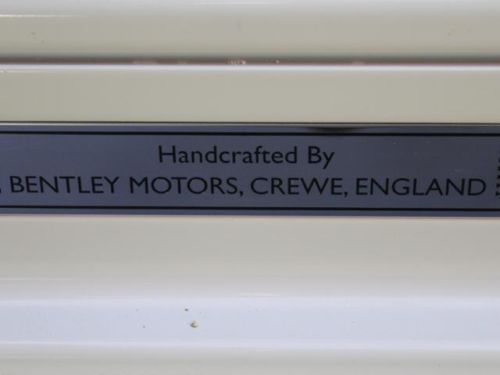 Handcrafted By
, BENTLEY MOTORS, CREWE, ENGLAND